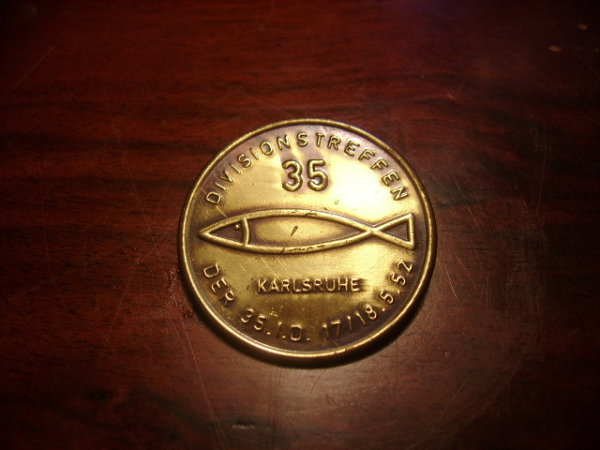 DIVISIONSTREFFEN
35
KARLSRUHE
DER 35.I.D. 17/18.5.52